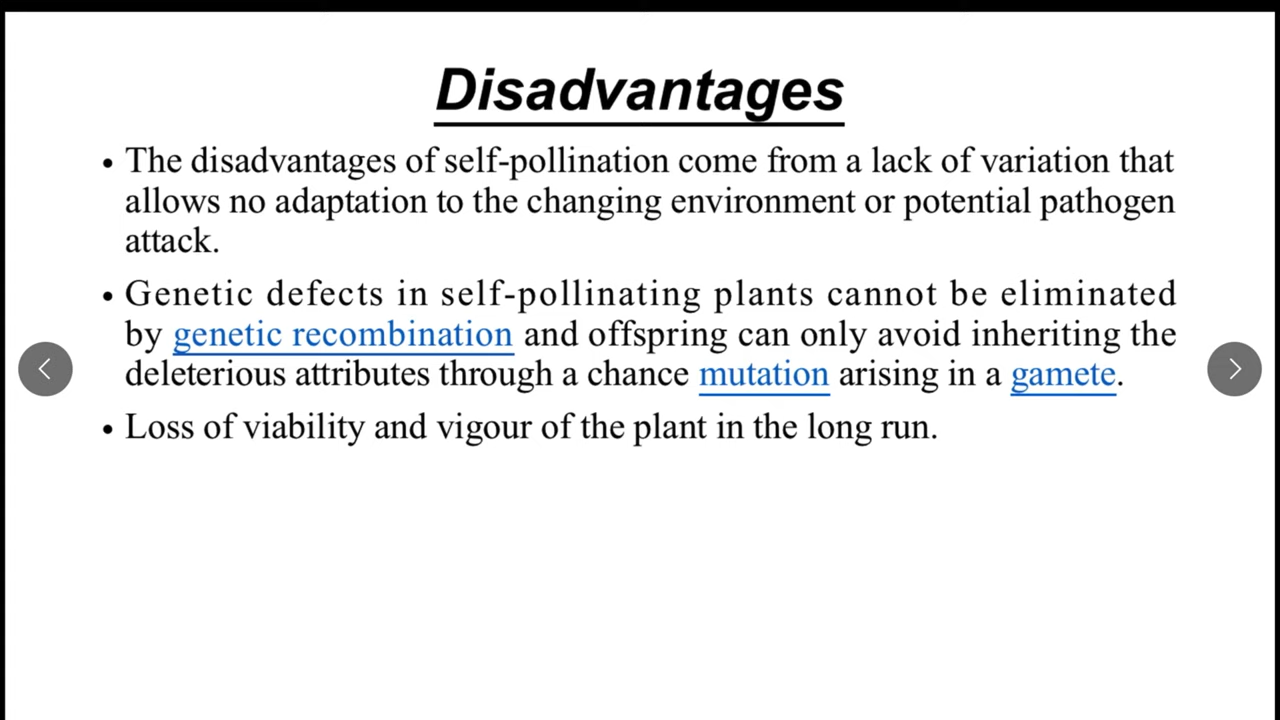 Disadvantages
• The disadvantages of self-pollination come from a lack of variation that
allows no adaptation to the changing environment or potential pathogen
attack.
• Genetic defects in self-pollinating plants cannot be eliminated
by genetic recombination and offspring can only avoid inheriting the
deleterious attributes through a chance mutation arising in a gamete.
• Loss of viability and vigour of the plant in the long run.